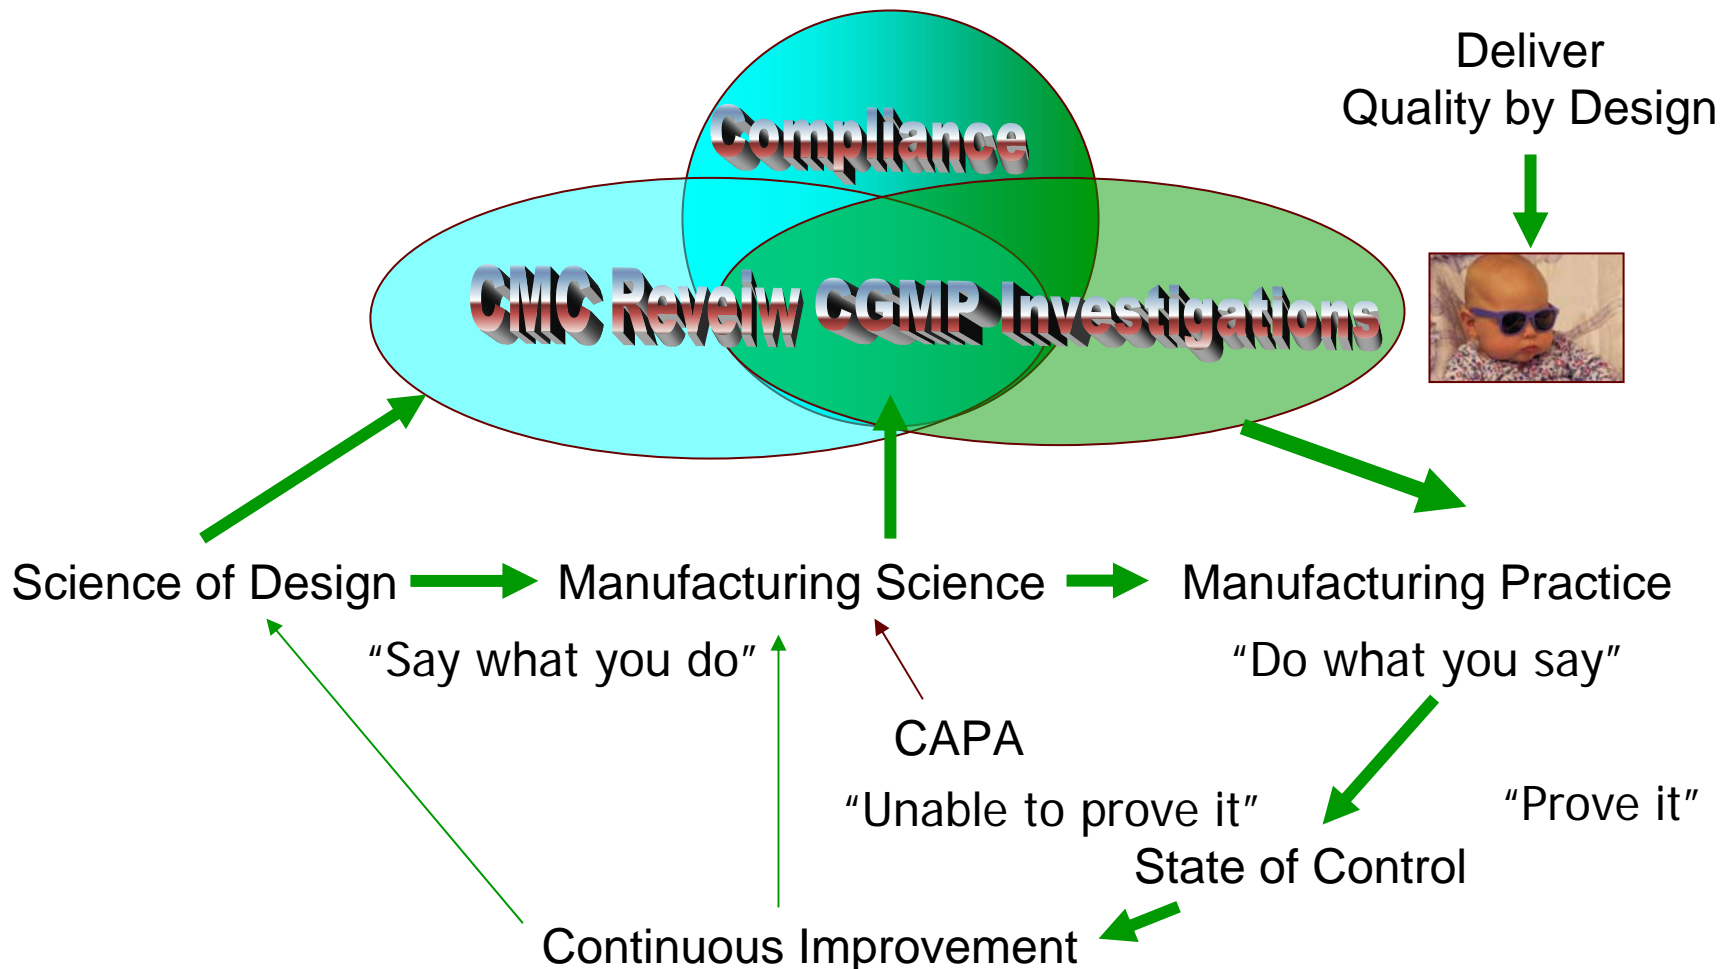 Deliver
Quality by Design
Compliance
CMC Reveiw
CGMP Investigations
Science of Design
Manufacturing Science
Manufacturing Practice
“Say what you do”
“Do what you say”
CAPA
“Unable to prove it”
“Prove it”
State of Control
Continuous Improvement